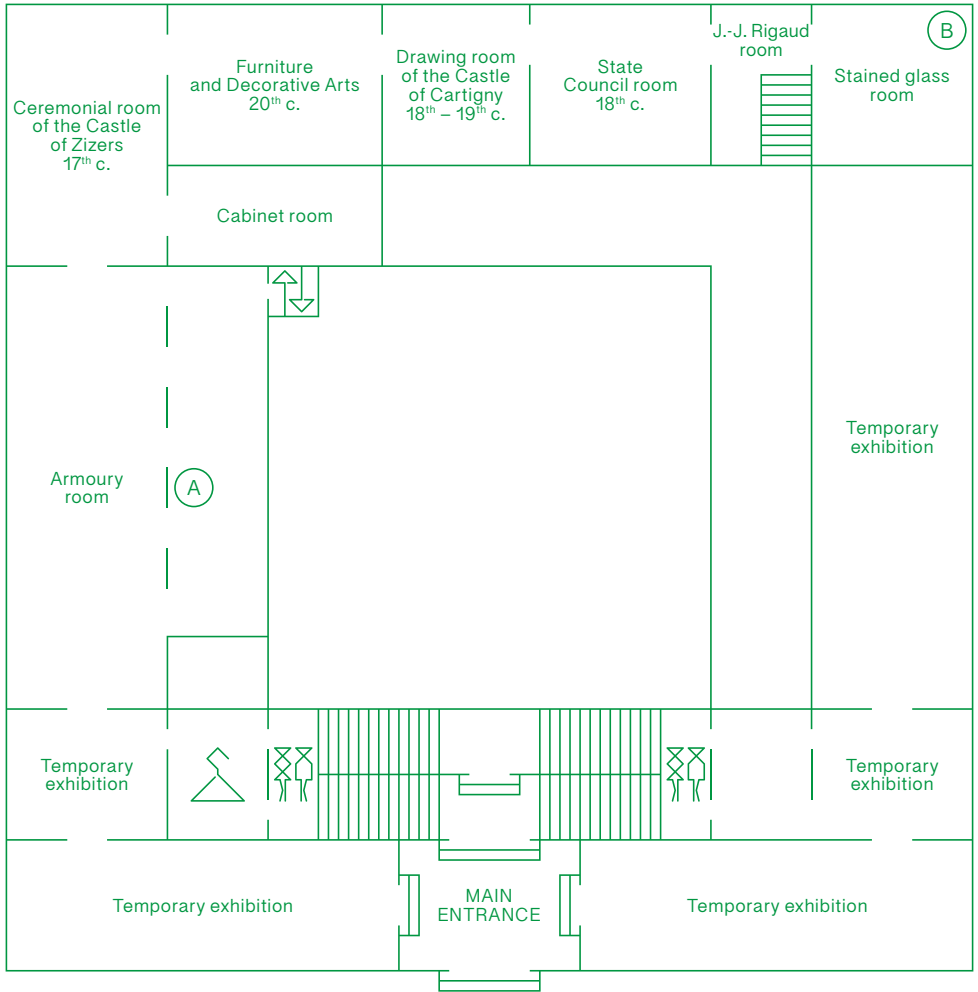 Ceremonial room
of the Castle
of Zizers
17th c.
Furniture
and Decorative Arts
20th c.
Drawing room
of the Castle
of Cartigny
18th – 19th c.
State
Council room
18th c.
J.-J. Rigaud
room
B
Stained glass
room
Cabinet room
Armoury
room
A
Temporary
exhibition
Temporary
exhibition
Temporary
exhibition
Temporary exhibition
MAIN
ENTRANCE
Temporary exhibition